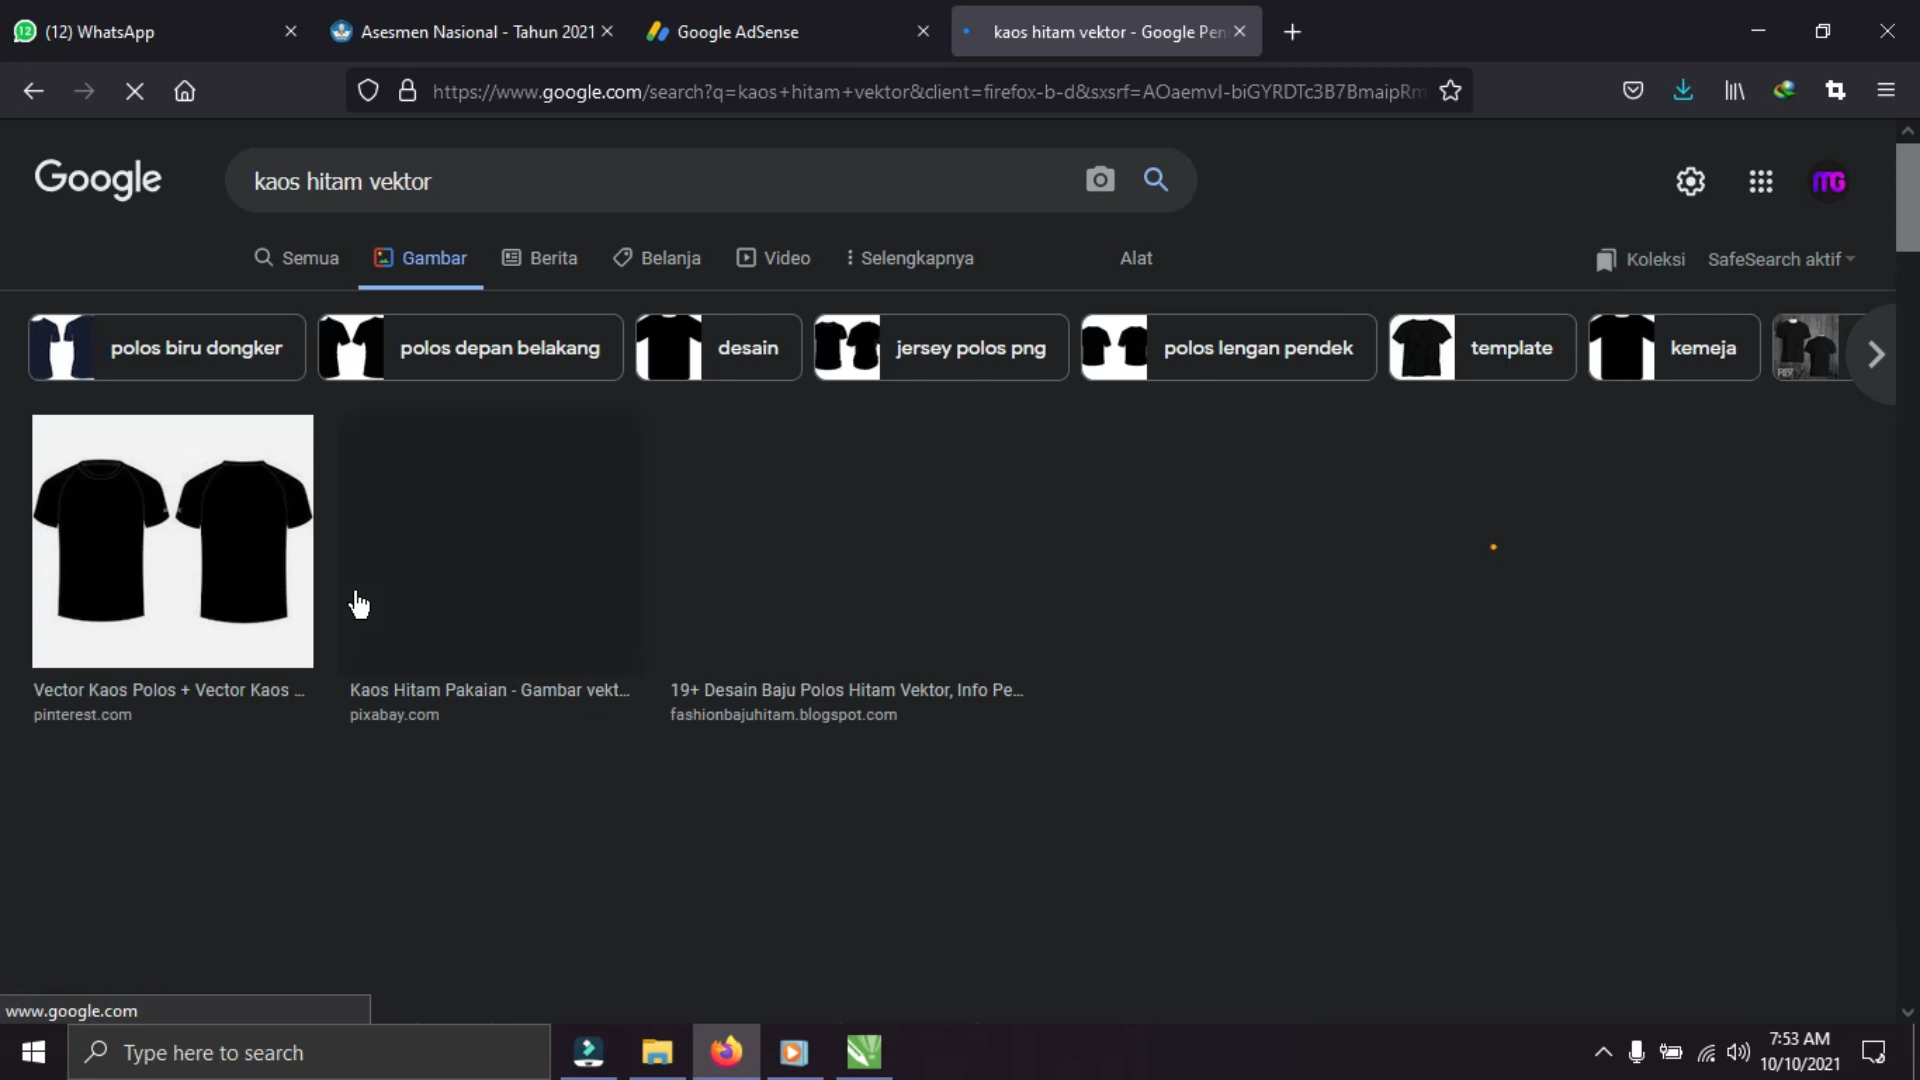 (12) WhatsApp
Asesmen Nasional - Tahun 2021
Google AdSense
kaos hitam vektor - Google Pen
https://www.google.com/search?q=kaos+hitam+vektor&client=firefox-b-d&sxsrf=AOaemvI-biGYRDTc3B7BmaipRm
Google
kaos hitam vektor
MG
Semua
Gambar
Berita
Belanja
Video
Selengkapnya
Alat
Koleksi
SafeSearch aktif
polos biru dongker
polos depan belakang
desain
jersey polos png
polos lengan pendek
template
kemeja
Vector Kaos Polos + Vector Kaos ...
pinterest.com
Kaos Hitam Pakaian - Gambar vekt...
pixabay.com
19+ Desain Baju Polos Hitam Vektor, Info Pe...
fashionbajuhitam.blogspot.com
www.google.com
Type here to search
7:53 AM
10/10/2021